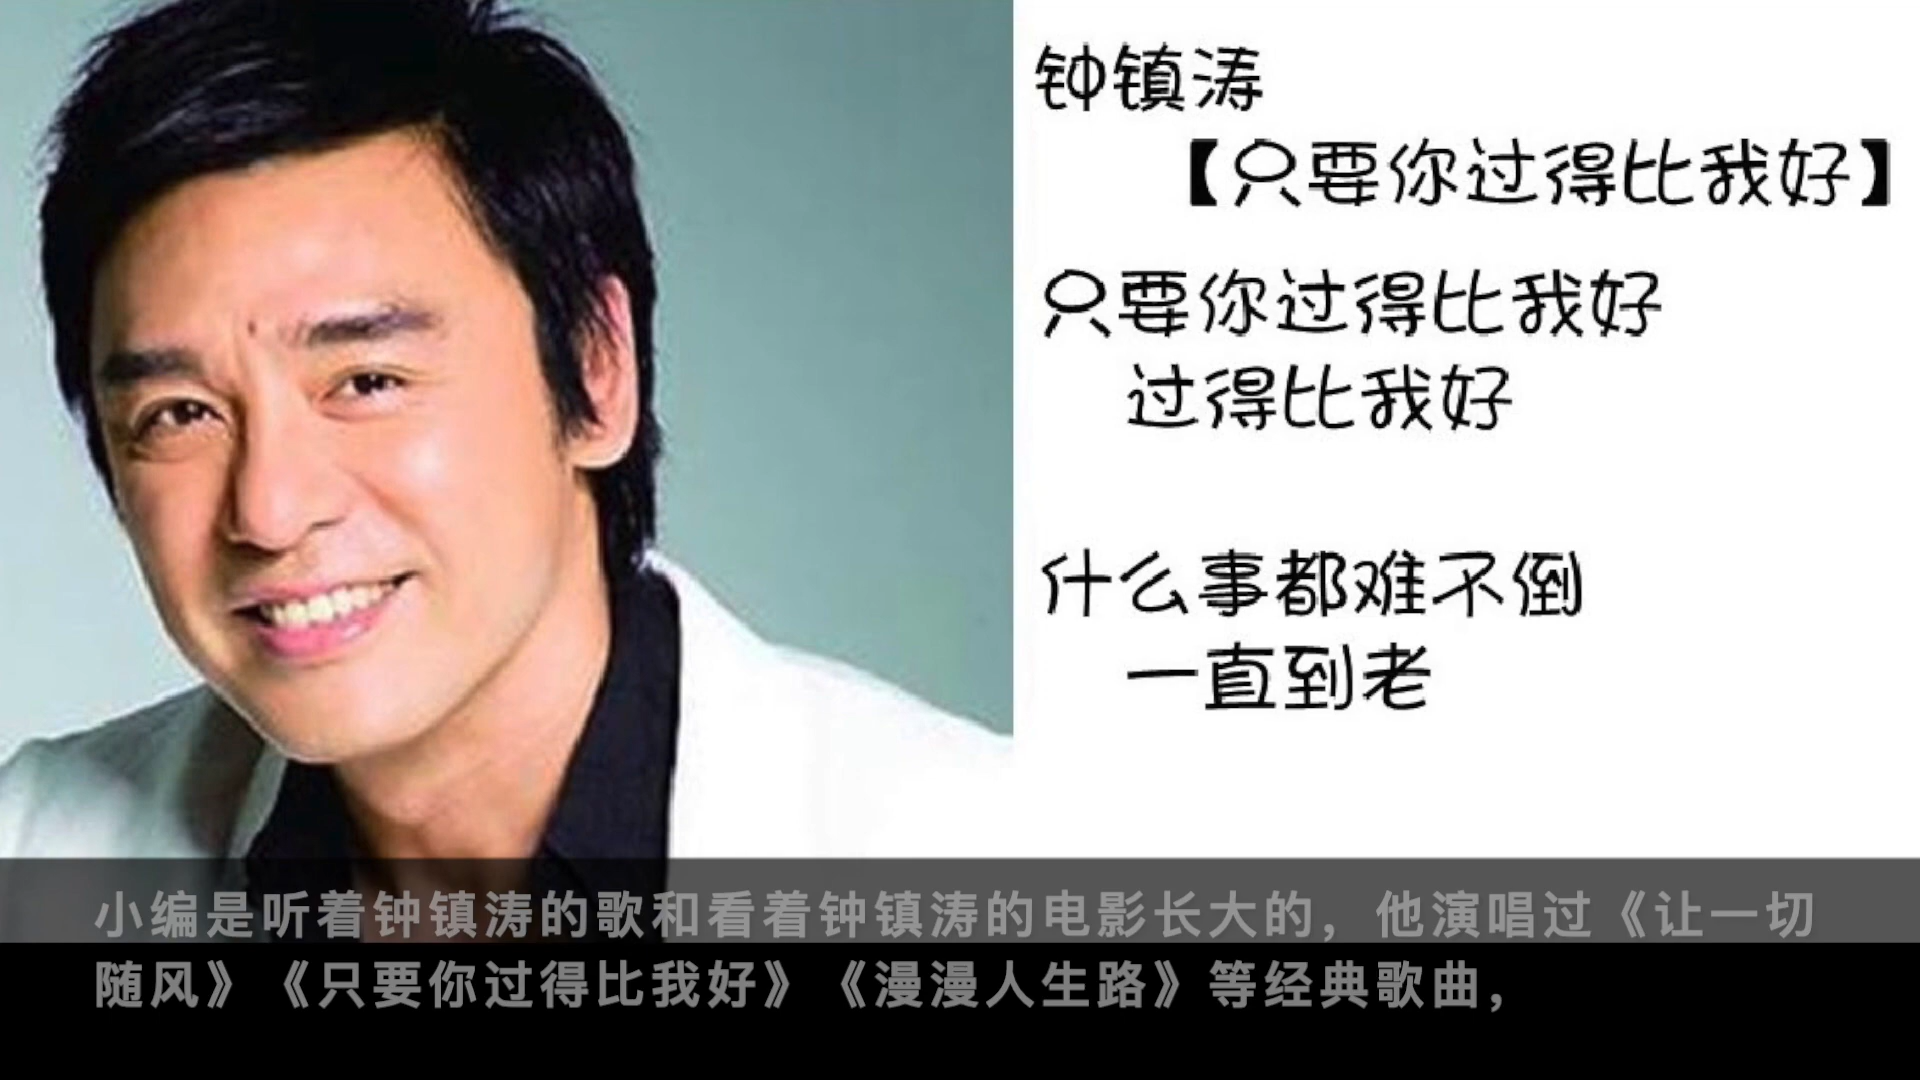 钟镇涛
【只要你过得比我好】
只要你过得比我好
过得比我好
什么事都难不倒
一直到老
小编是听着钟镇涛的歌和看着钟镇涛的电影长大的，他演唱过《让一切
随风》《只要你过得比我好》《漫漫人生路》等经典歌曲，